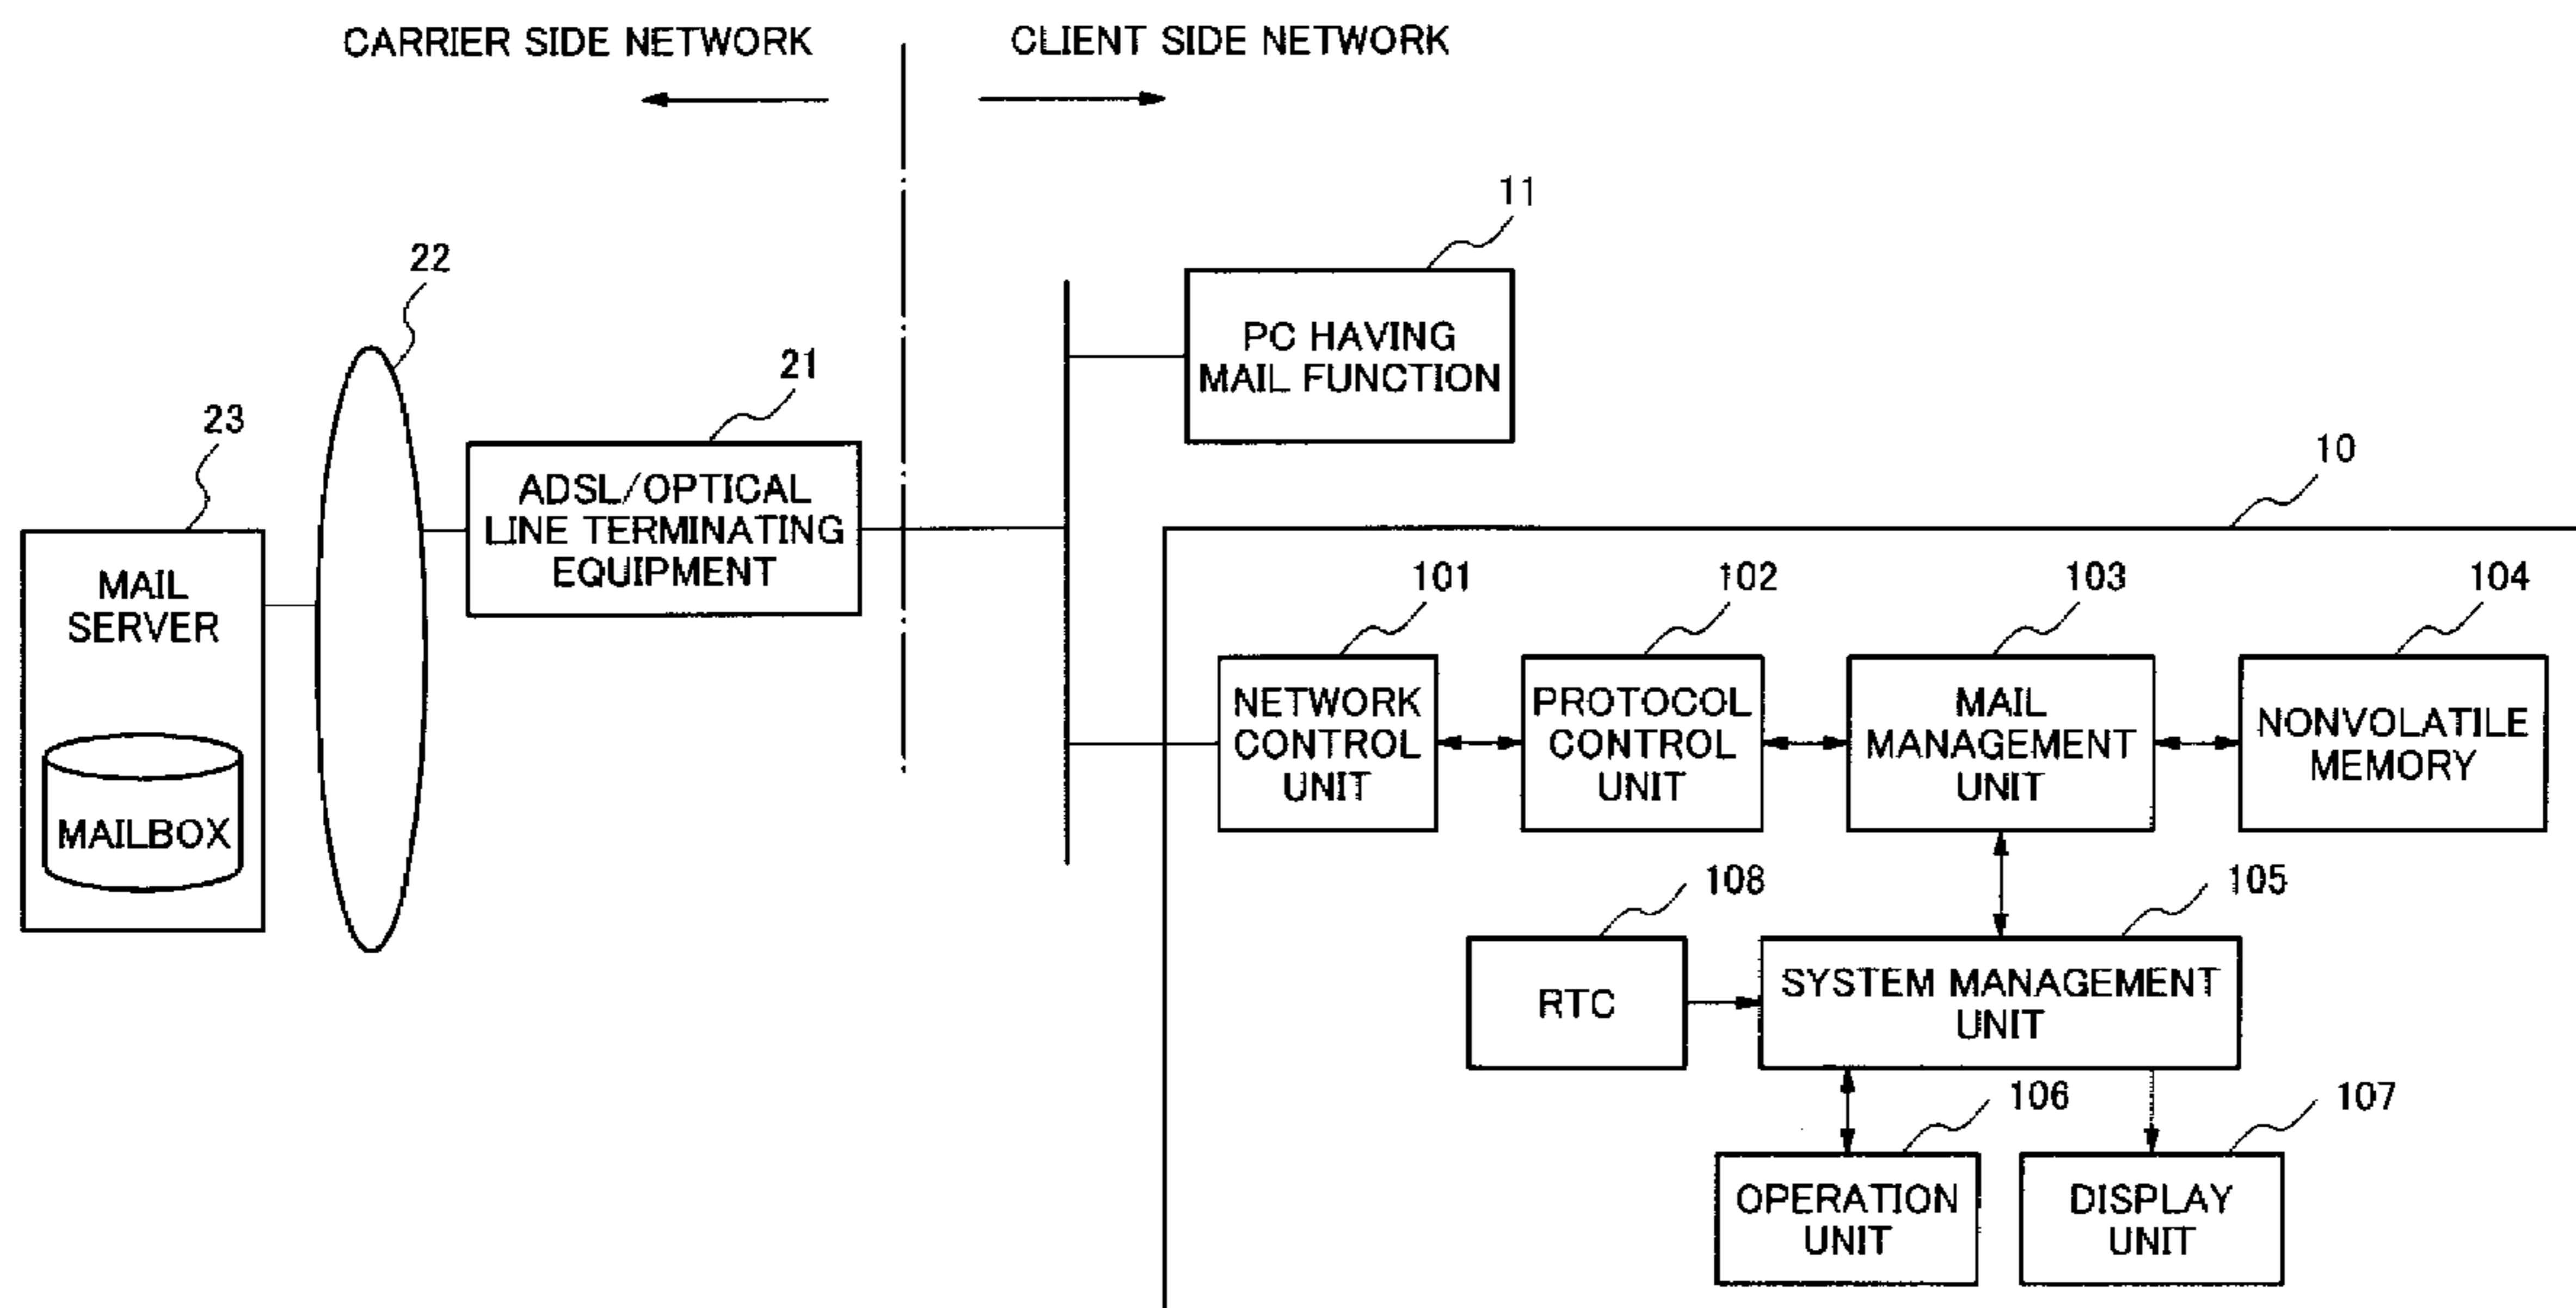 CARRIER SIDE NETWORK
CLIENT SIDE NETWORK
11
PC HAVING
MAIL FUNCTION
22
21
ADSL/OPTICAL
LINE TERMINATING
EQUIPMENT
23
MAIL
SERVER
MAILBOX
10
101
NETWORK
CONTROL
UNIT
102
PROTOCOL
CONTROL
UNIT
103
MAIL
MANAGEMENT
UNIT
104
NONVOLATILE
MEMORY
108
RTC
105
SYSTEM MANAGEMENT
UNIT
106
OPERATION
UNIT
107
DISPLAY
UNIT